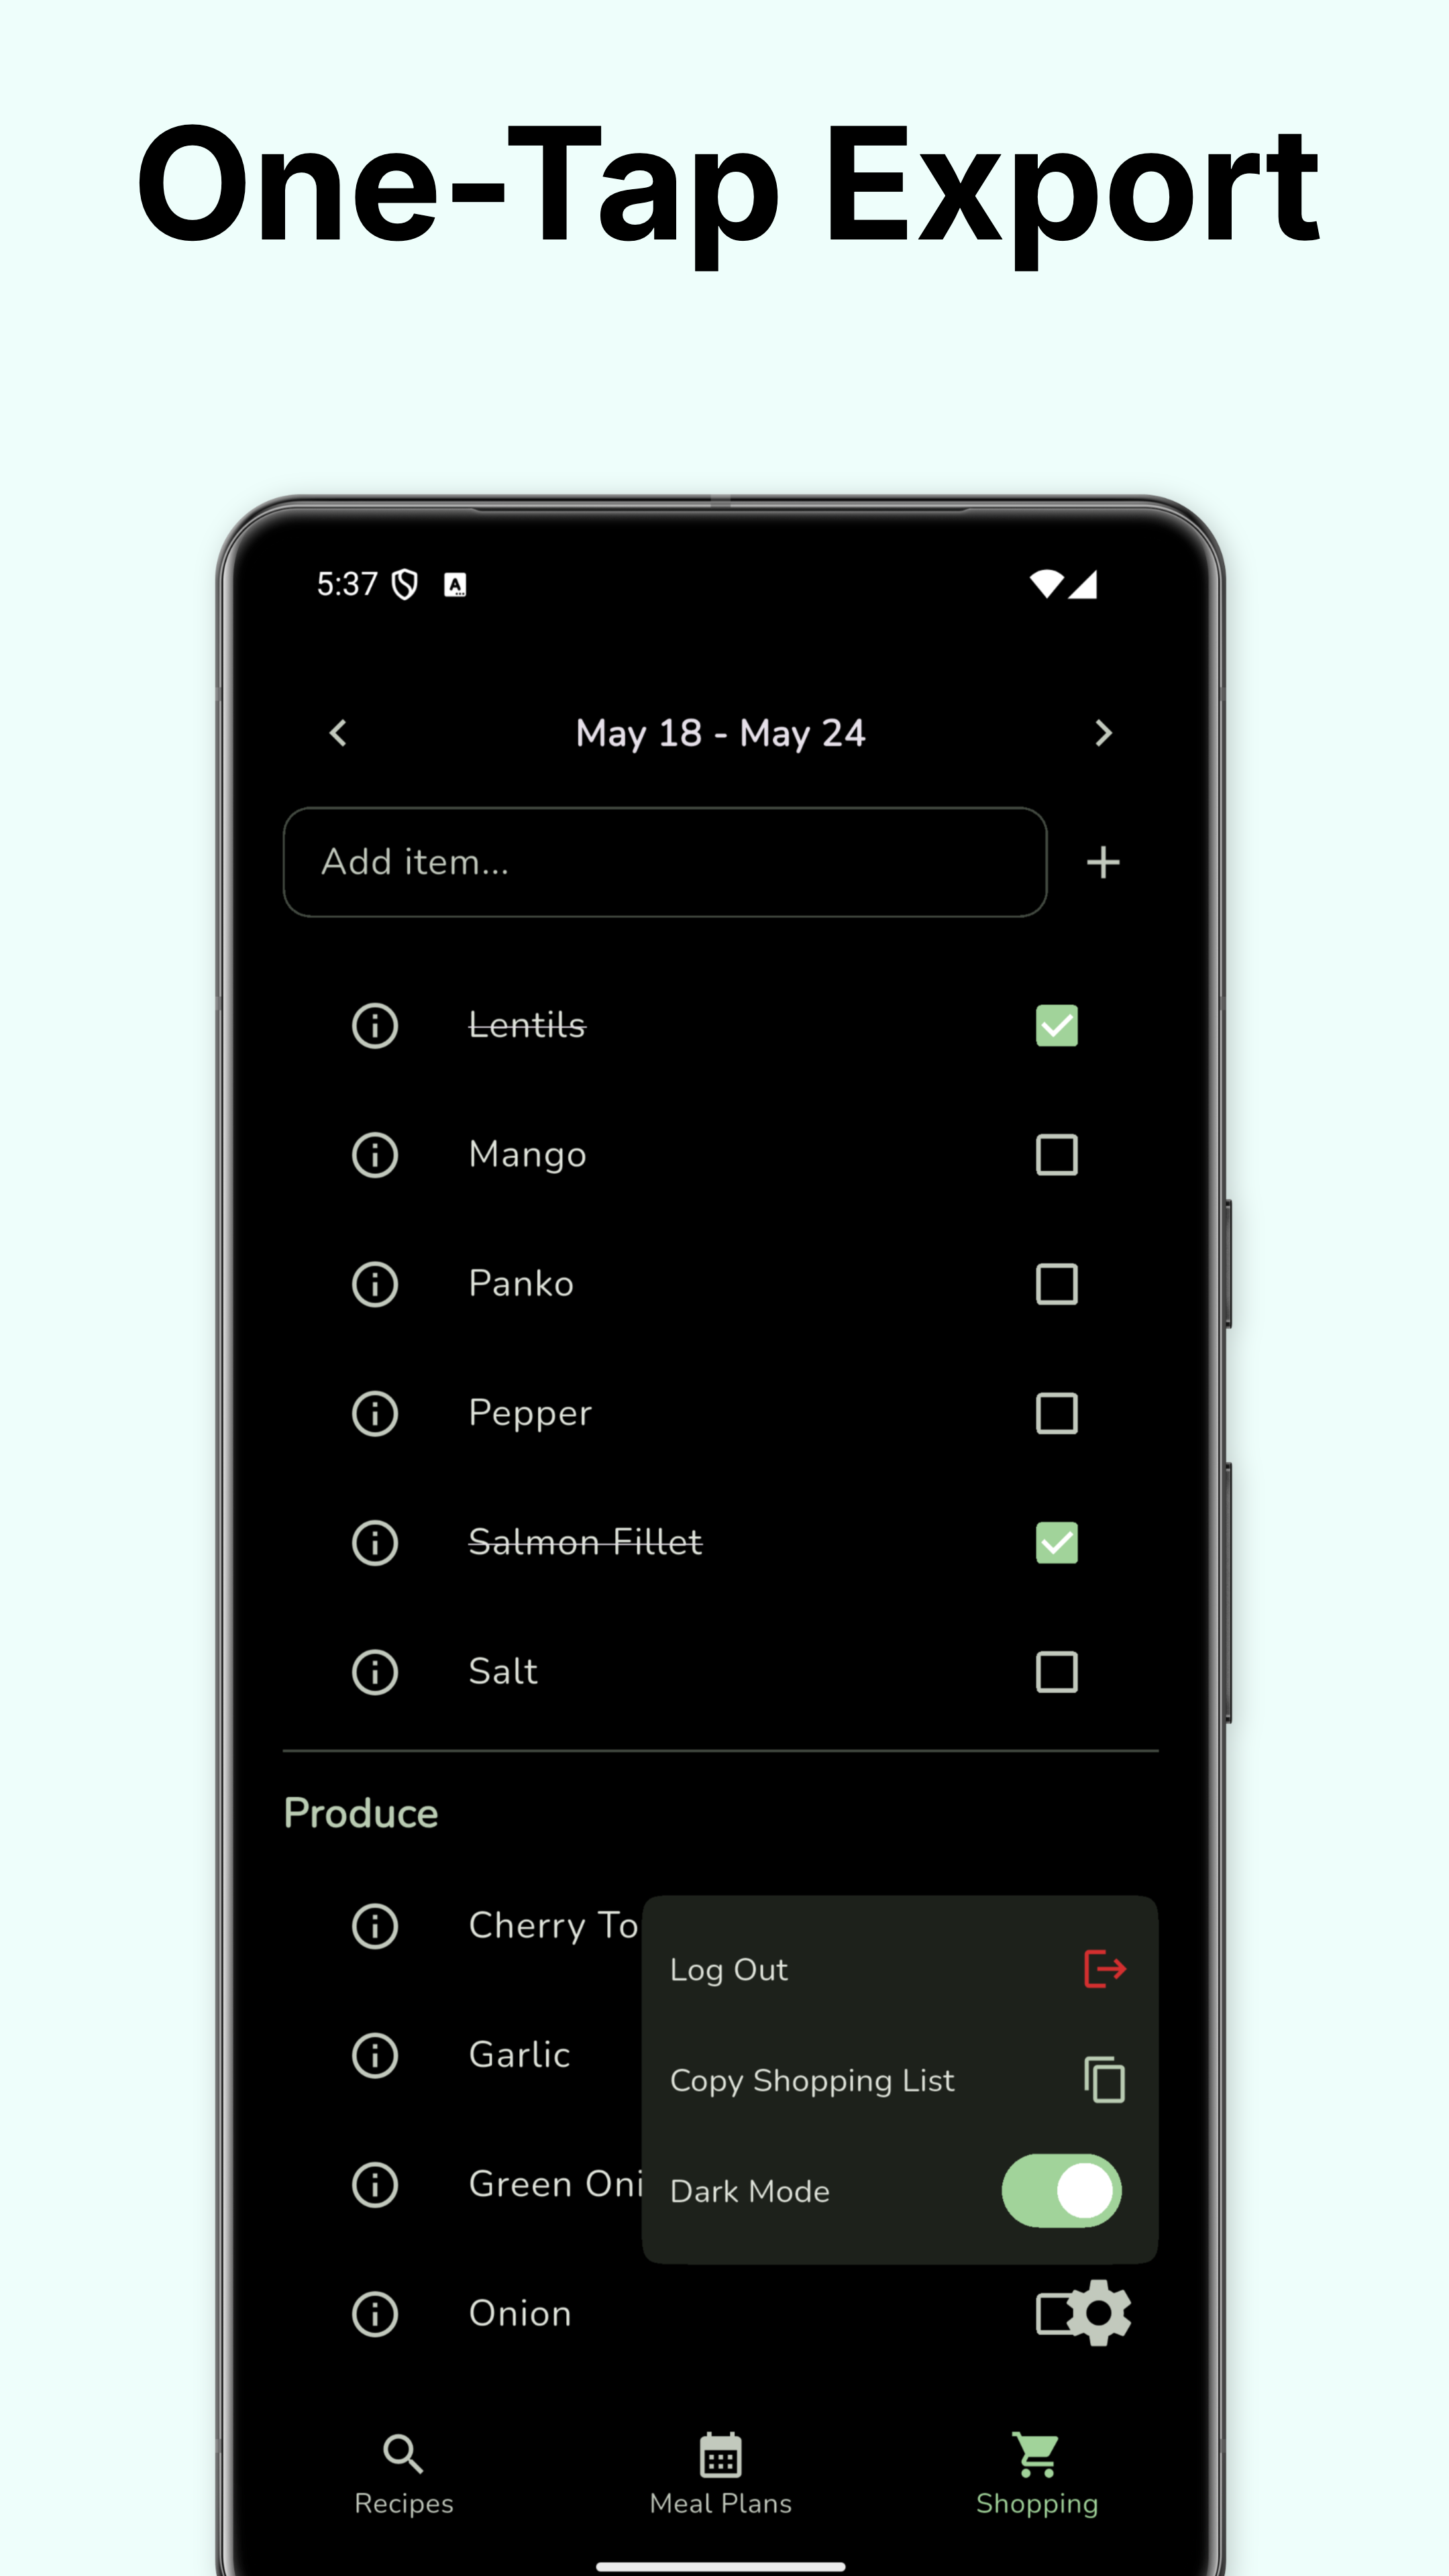 One-Tap Export
5:37
May 18 - May 24
Add item...
Lentils
Mango
Panko
Pepper
Salmon Fillet
Salt
Produce
Cherry To
Log Out
Garlic
Copy Shopping List
Green Oni
Dark Mode
Onion
Recipes
Meal Plans
Shopping